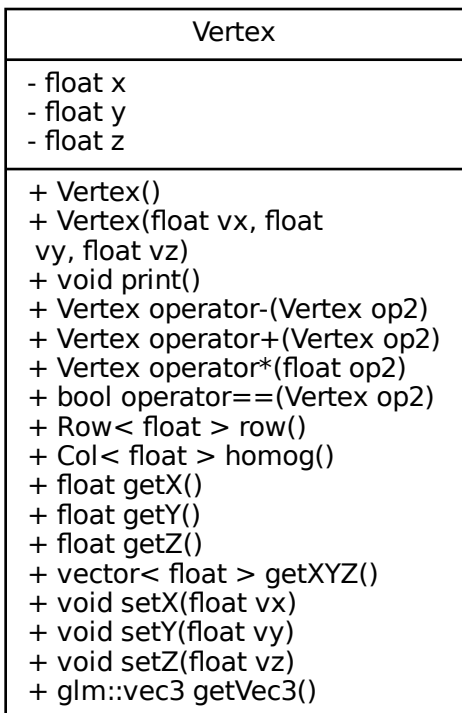 Vertex
- float x
- float y
- float z
+ Vertex()
+ Vertex(float vx, float
vy, float vz)
+ void print()
+ Vertex operator-(Vertex op2)
+ Vertex operator+(Vertex op2)
+ Vertex operator*(float op2)
+ bool operator==(Vertex op2)
+ Row< float > row()
+ Col< float > homog()
+ float getX()
+ float getY()
+ float getZ()
+ vector< float > getXYZ()
+ void setX(float vx)
+ void setY(float vy)
+ void setZ(float vz)
+ glm::vec3 getVec3()